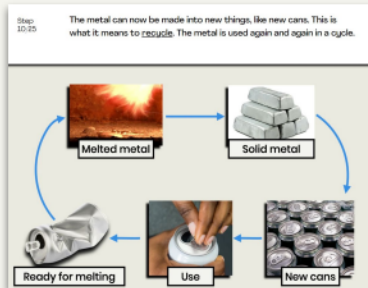 Step
10:25
The metal can now be made into new things, like new cans. This is
what it means to recycle. The metal is used again and again in a cycle.
Melted metal
Solid metal
Ready for melting
Use
New cans